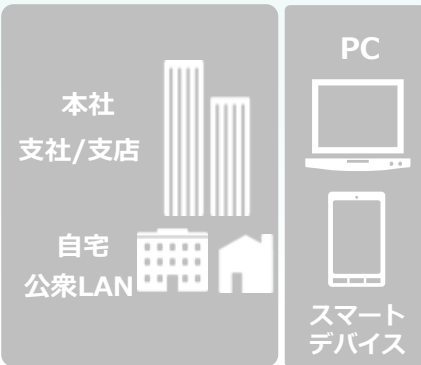 本社
支社/支店
自宅
公衆LAN
PC
スマート
デバイス